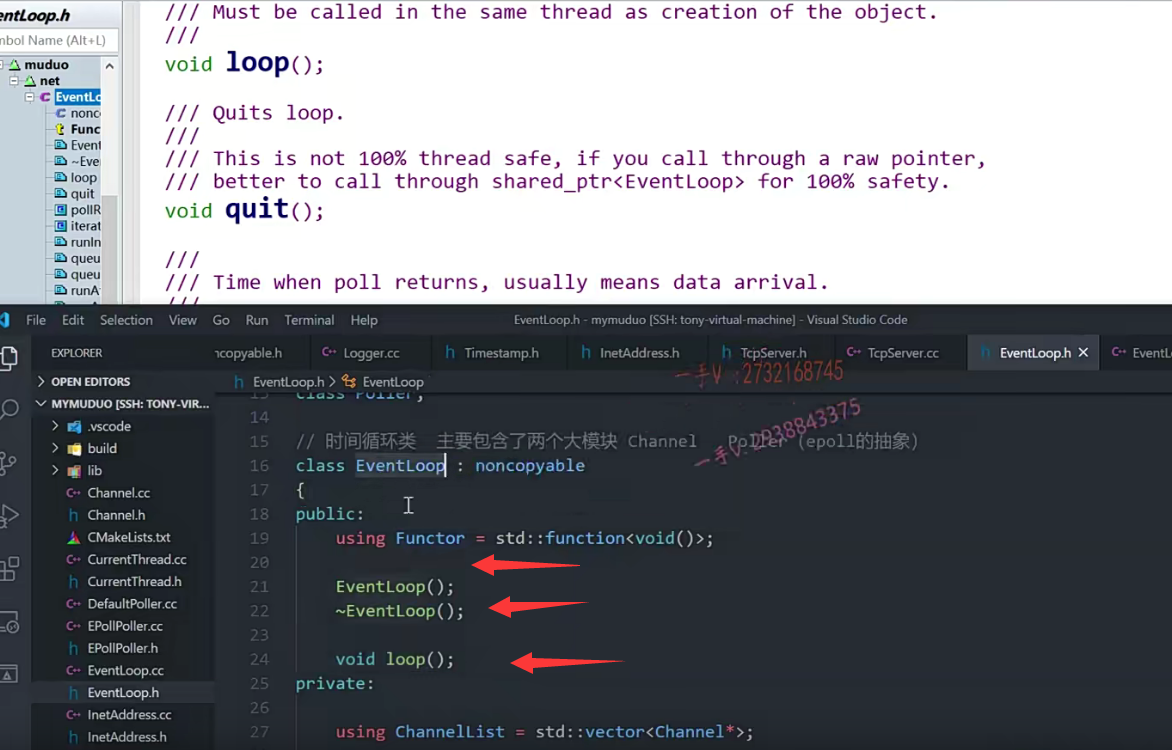 entLoop.h
mbol Name (Alt+L)
muduo
net
EventLo
nonc
Func
Event
~Eve
loop
quit
pollR
iterat
runIn
queu
queu
runA
/// Must be called in the same thread as creation of the object.
///
void loop();
/// Quits loop.
///
/// This is not 100% thread safe, if you call through a raw pointer,
/// better to call through shared_ptr<EventLoop> for 100% safety.
void quit();
///
/// Time when poll returns, usually means data arrival.
///
File Edit Selection View Go Run Terminal Help
EventLoop.h - mymuduo [SSH: tony-virtual-machine] - Visual Studio Code
EXPLORER
ncopyable.h Logger.cc Timestamp.h InetAddress.h TcpServer.h TcpServer.cc EventLoop.h EventL
OPEN EDITORS
MYMUDUO [SSH: TONY-VIR...
.vscode
build
lib
Channel.cc
Channel.h
CMakeLists.txt
CurrentThread.cc
CurrentThread.h
DefaultPoller.cc
EPollPoller.cc
EPollPoller.h
EventLoop.cc
EventLoop.h
InetAddress.cc
InetAddress.h
EventLoop.h > EventLoop
一手V :2732168745
13 class Poller;
14
15 // 时间循环类 主要包含了两个大模块 Channel Poller (epoll的抽象)
一手V:2938843375
16 class EventLoop : noncopyable
17 {
18 public:
19 using Functor = std::function<void()>;
20
21 EventLoop();
22 ~EventLoop();
23
24 void loop();
25 private:
26
27 using ChannelList = std::vector<Channel*>;